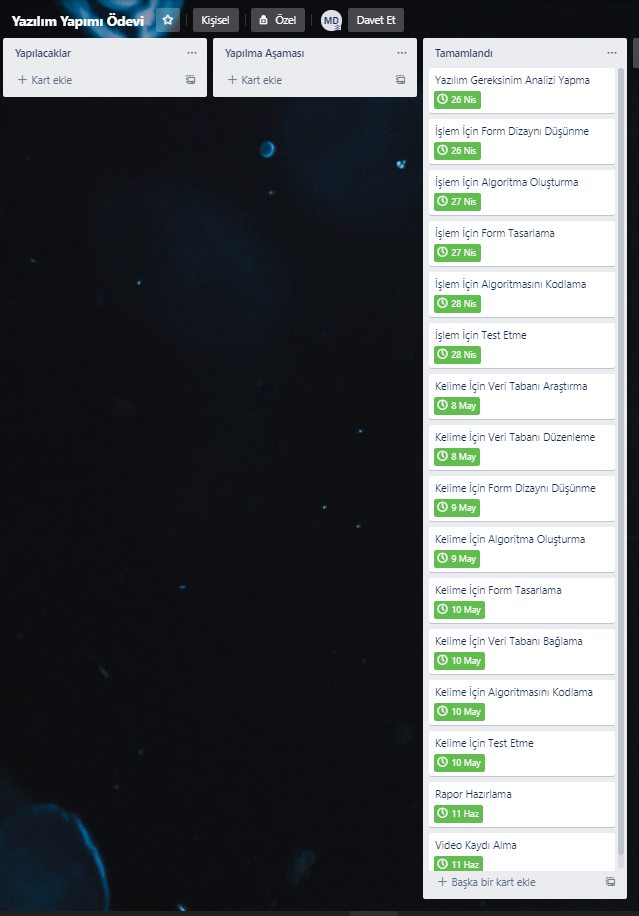 Yazılım Yapımı Ödevi
Kişisel
Özel
MD
Davet Et
Yapılacaklar
+ Kart ekle
Yapılma Aşaması
+ Kart ekle
Tamamlandı
Yazılım Gereksinim Analizi Yapma
26 Nis
İşlem İçin Form Dizaynı Düşünme
26 Nis
İşlem İçin Algoritma Oluşturma
27 Nis
İşlem İçin Form Tasarlama
27 Nis
İşlem İçin Algoritmasını Kodlama
28 Nis
İşlem İçin Test Etme
28 Nis
Kelime İçin Veri Tabanı Araştırma
8 May
Kelime İçin Veri Tabanı Düzenleme
8 May
Kelime İçin Form Dizaynı Düşünme
9 May
Kelime İçin Algoritma Oluşturma
9 May
Kelime İçin Form Tasarlama
10 May
Kelime İçin Veri Tabanı Bağlama
10 May
Kelime İçin Algoritmasını Kodlama
10 May
Kelime İçin Test Etme
10 May
Rapor Hazırlama
11 Haz
Video Kaydı Alma
11 Haz
+ Başka bir kart ekle